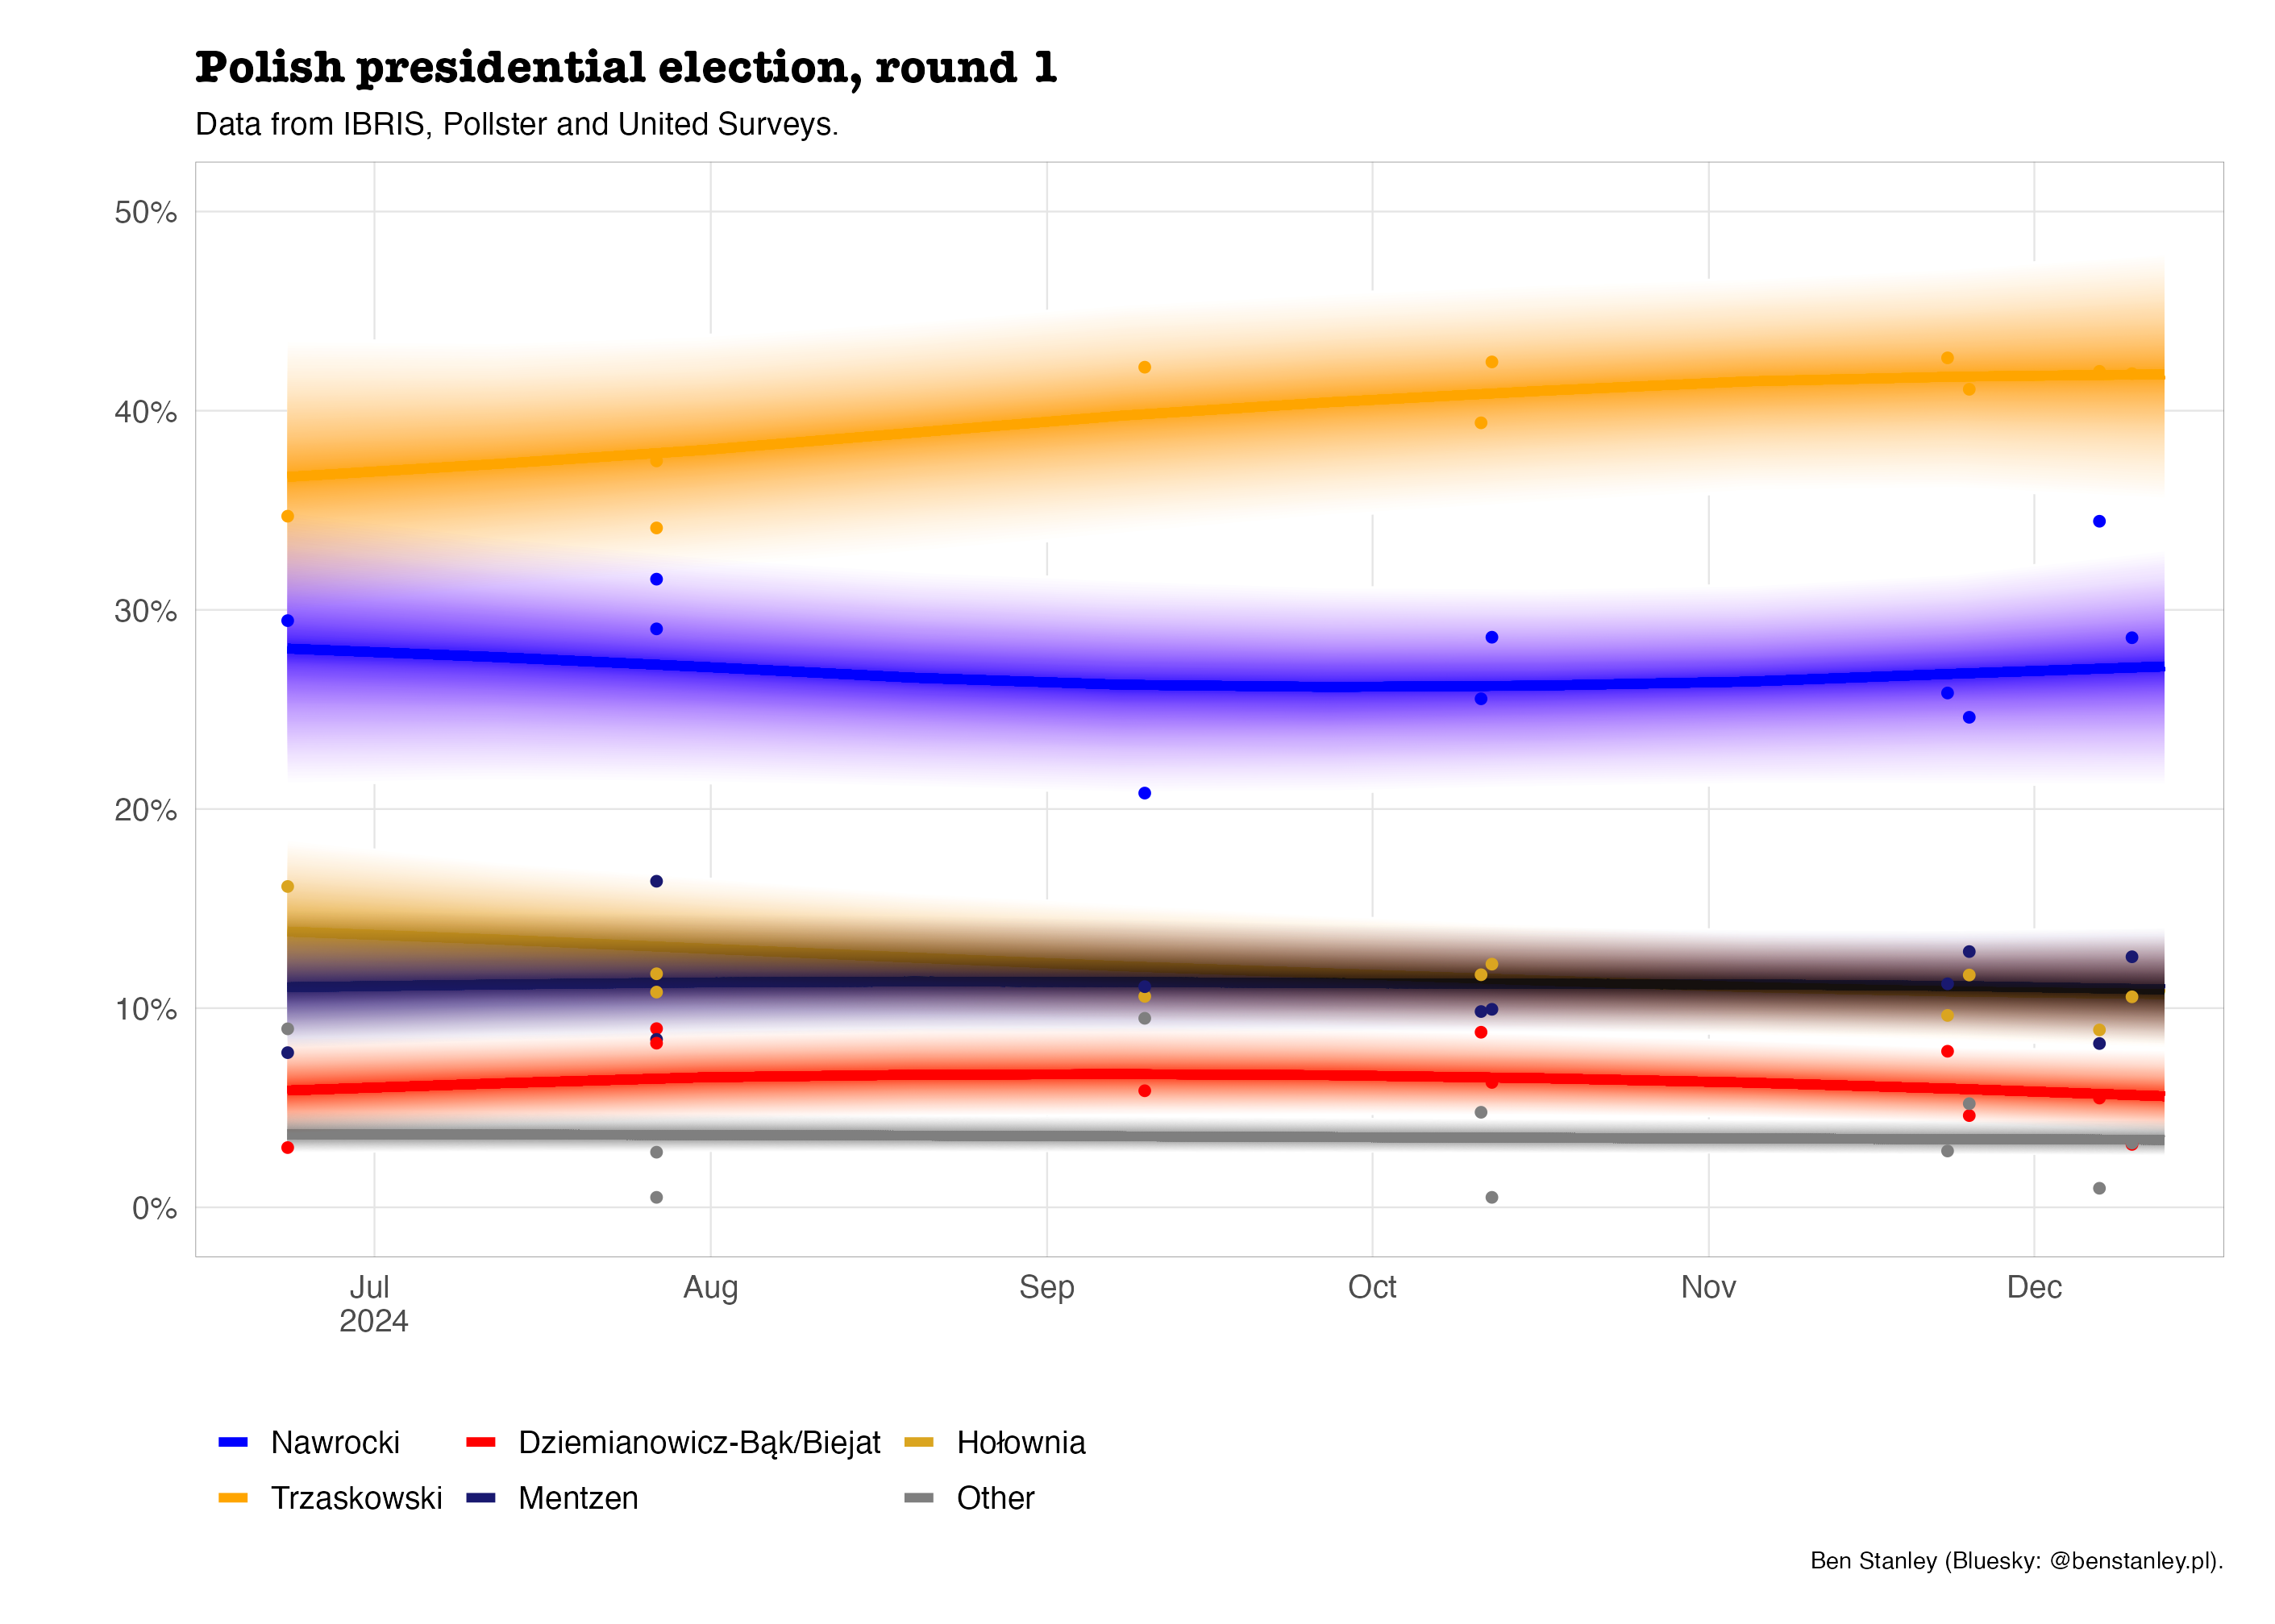 Polish presidential election, round 1
Data from IBRIS, Pollster and United Surveys.
50%
40%
30%
20%
10%
0%
Jul Aug Sep Oct Nov Dec
2024
Nawrocki Dziemianowicz-Bąk/Biejat Hołownia
Trzaskowski Mentzen Other
Ben Stanley (Bluesky: @benstanley.pl).